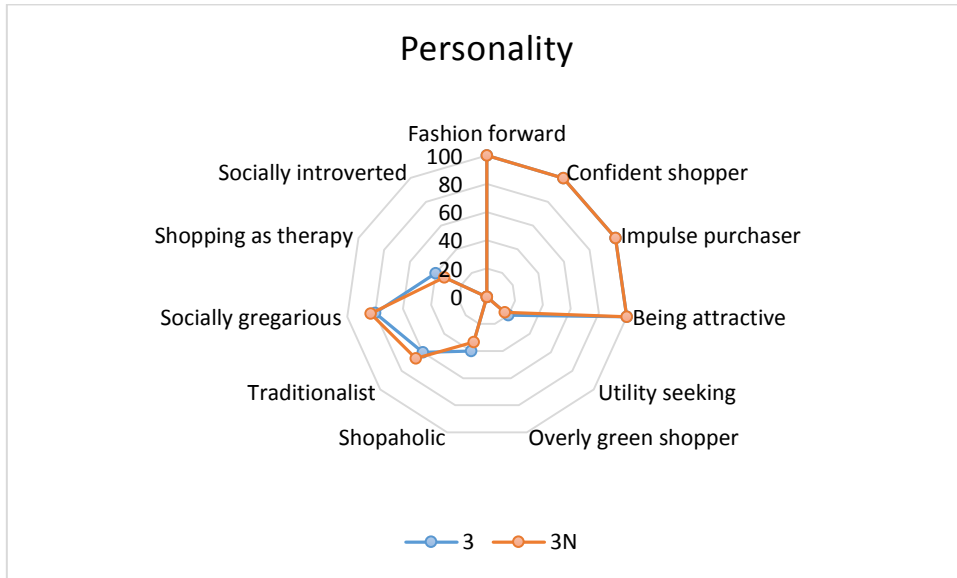 Personality
Fashion forward
Confident shopper
Impulse purchaser
Being attractive
Utility seeking
Overly green shopper
Shopaholic
Traditionalist
Socially gregarious
Shopping as therapy
Socially introverted
100
80
60
40
20
0
3
3N